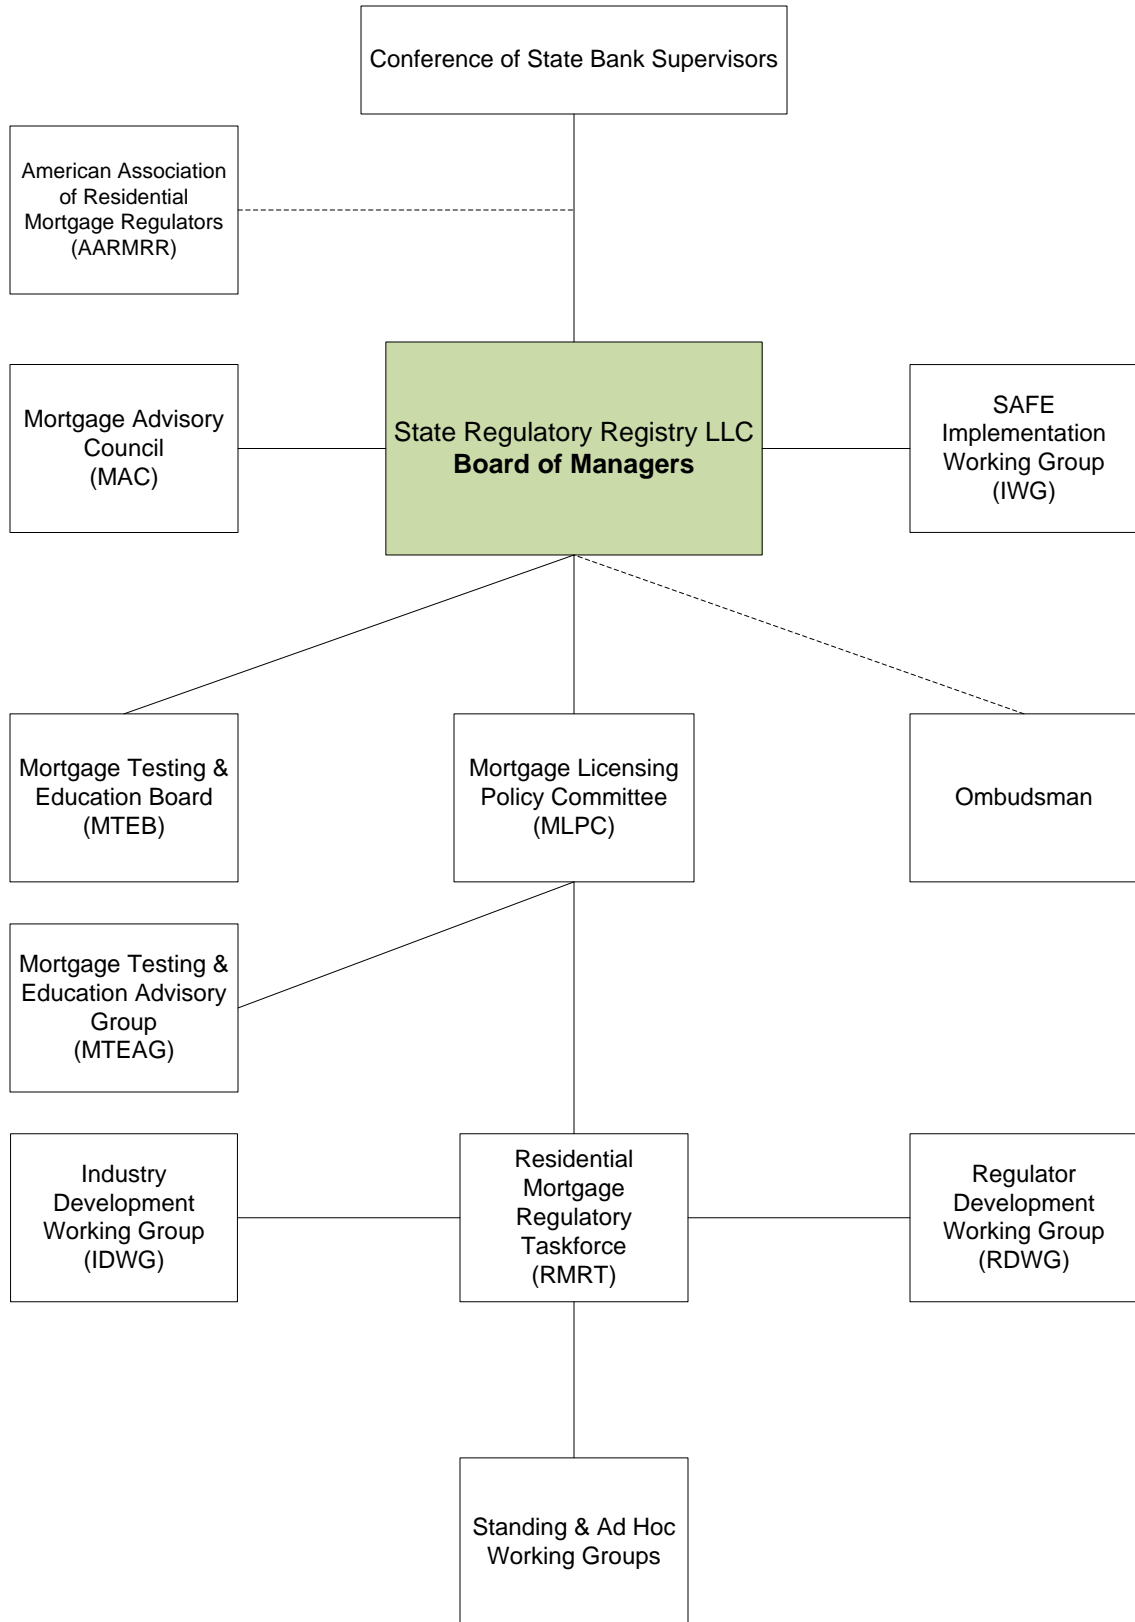 Conference of State Bank Supervisors
American Association
of Residential
Mortgage Regulators
(AARMRR)
Mortgage Advisory
Council
(MAC)
State Regulatory Registry LLC
Board of Managers
SAFE
Implementation
Working Group
(IWG)
Mortgage Testing &
Education Board
(MTEB)
Mortgage Licensing
Policy Committee
(MLPC)
Ombudsman
Mortgage Testing &
Education Advisory
Group
(MTEAG)
Industry
Development
Working Group
(IDWG)
Residential
Mortgage
Regulatory
Taskforce
(RMRT)
Regulator
Development
Working Group
(RDWG)
Standing & Ad Hoc
Working Groups